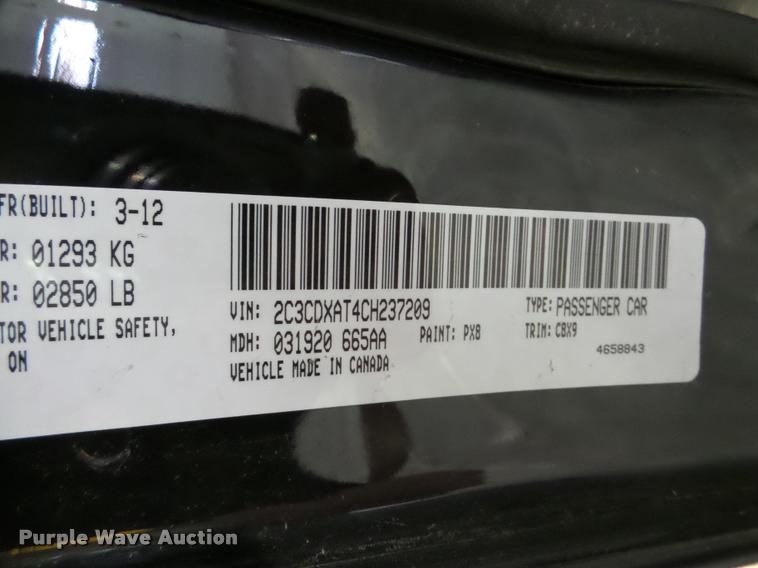 FR(BUILT): 3-12
R: 01293 KG
R: 02850 LB
TOR VEHICLE SAFETY,
ON
VIN: 2C3CDXAT4CH237209
TYPE: PASSENGER CAR
MDH: 031920 665AA
PAINT: PX8
TRIM: CBX9
VEHICLE MADE IN CANADA
4658843
Purple Wave Auction